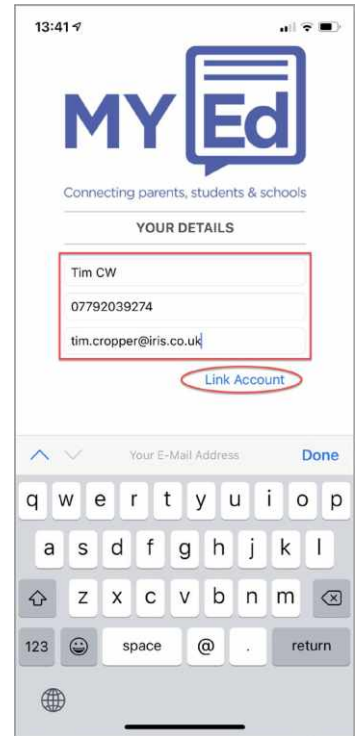 13:41
MY Ed
Connecting parents, students & schools
YOUR DETAILS
Tim CW
07792039274
tim.cropper@iris.co.uk
Link Account
Your E-Mail Address Done
q w e r t y u i o p
a s d f g h j k l
z x c v b n m
123 space @ . return